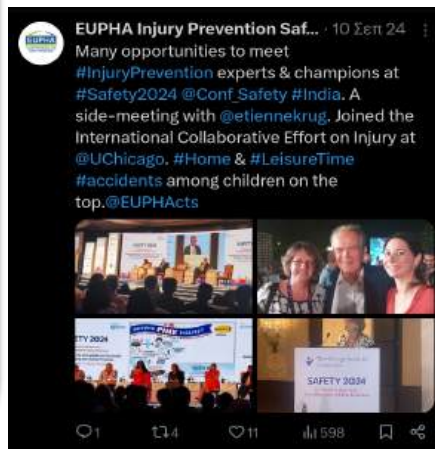 EUPHA Injury Prevention Saf... · 10 Σεπ 24
Many opportunities to meet
#InjuryPrevention experts & champions at
#Safety2024 @Conf_Safety #India. A
side-meeting with @etiennekrug. Joined the
International Collaborative Effort on Injury at
@UChicago. #Home & #LeisureTime
#accidents among children on the
top.@EUPHActs
EUPHA
SAFETY 2024
1 4 11 598